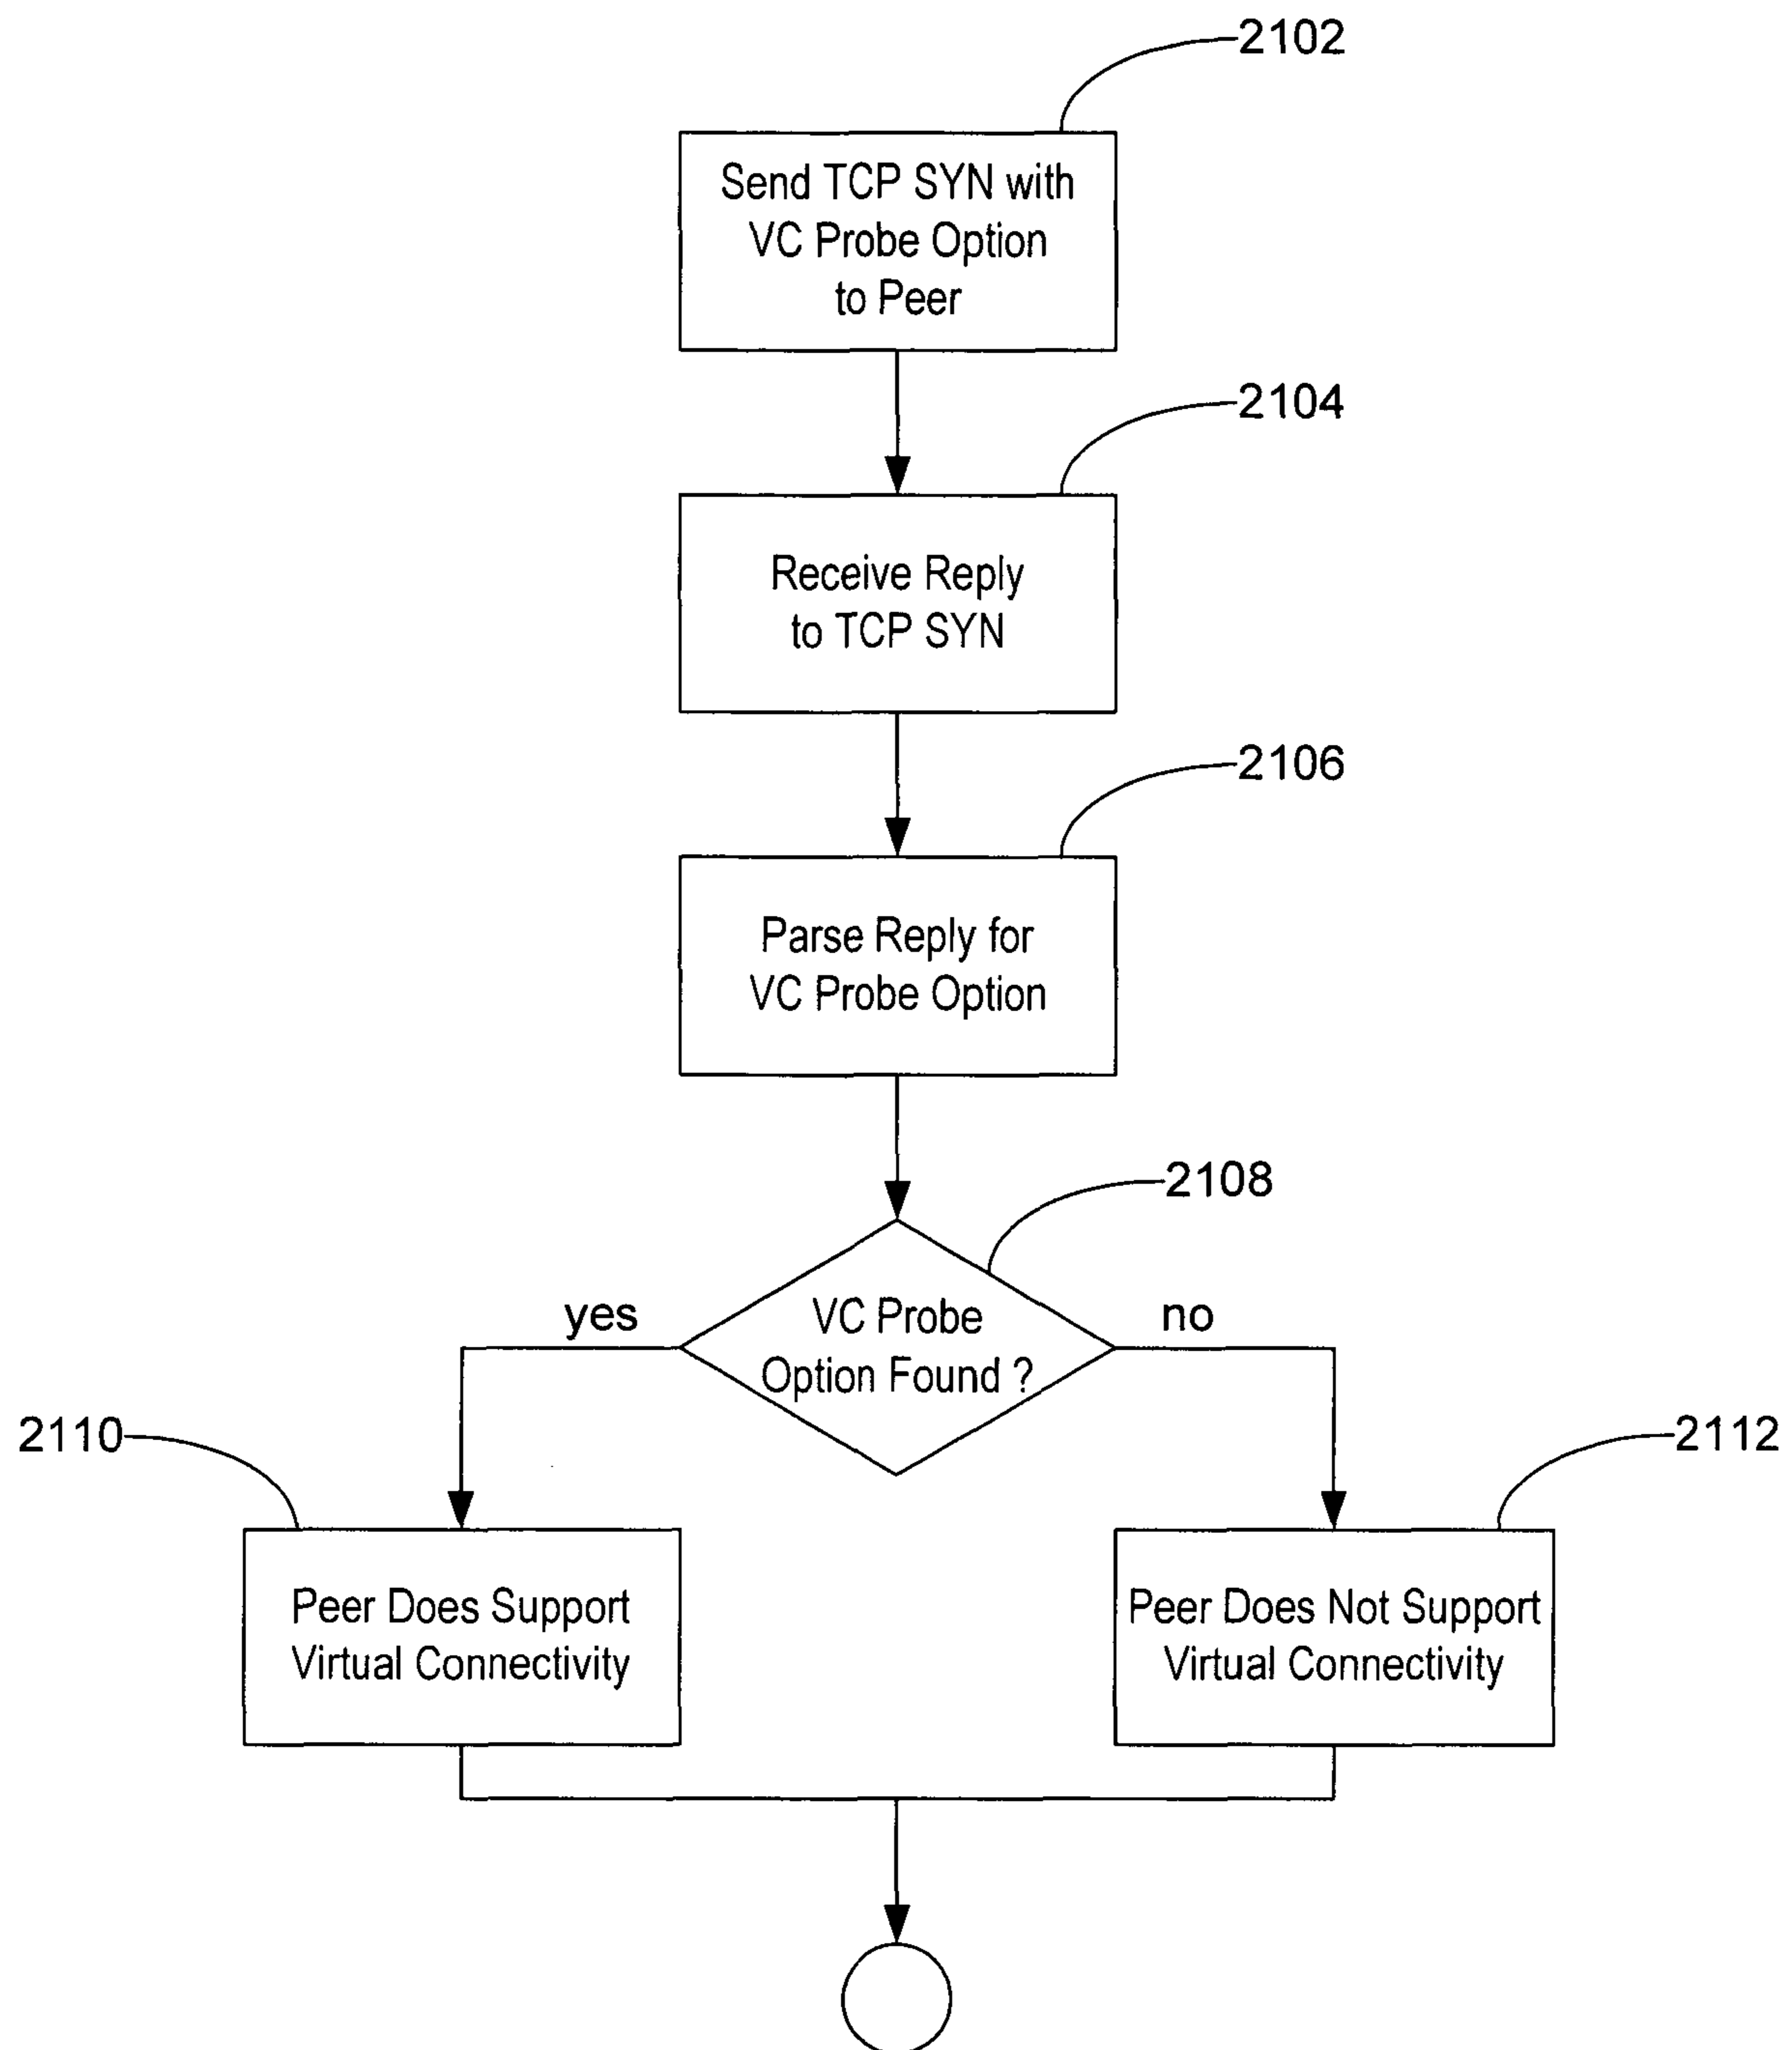 2102
Send TCP SYN with
VC Probe Option
to Peer
2104
Receive Reply
to TCP SYN
2106
Parse Reply for
VC Probe Option
2108
yes
VC Probe
Option Found ?
no
2110
2112
Peer Does Support
Virtual Connectivity
Peer Does Not Support
Virtual Connectivity